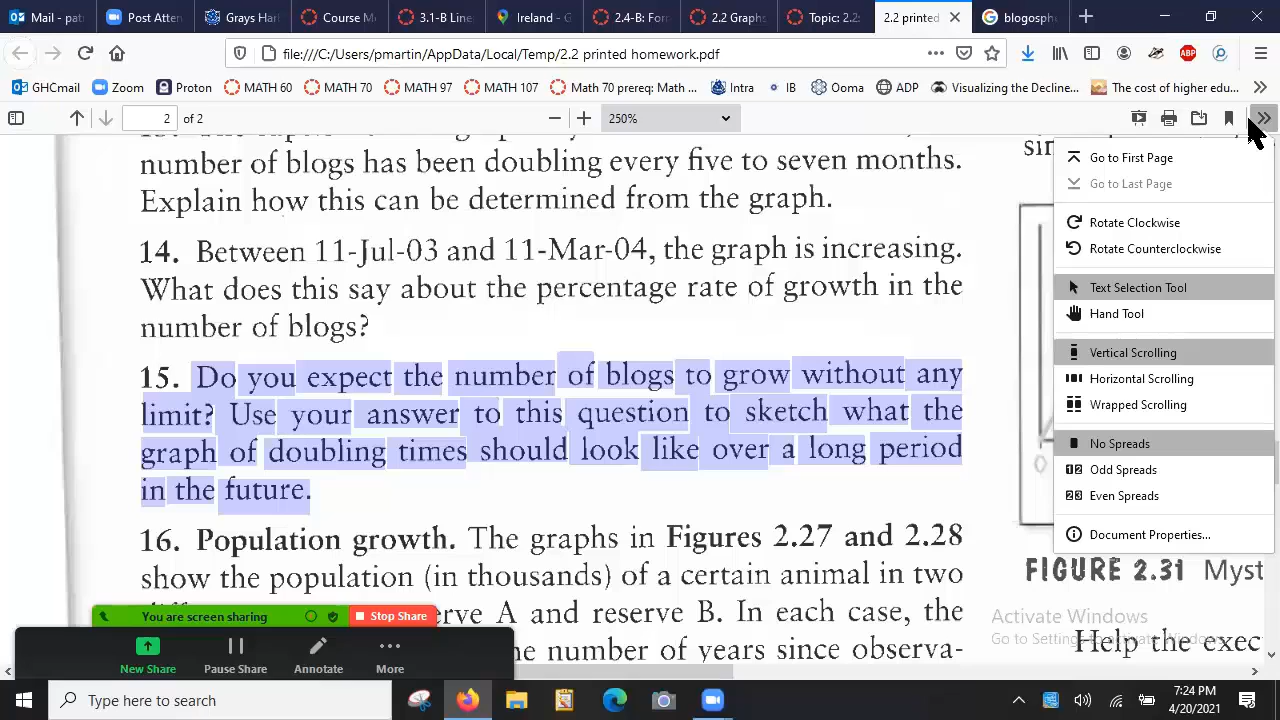 Mail - pati
Post Atten
Grays Harl
Course Mo
3.1-B Line
Ireland - G
2.4-B: For
2.2 Graphs
Topic: 2.2:
2.2 printed
blogosphe
file:///C:/Users/pmartin/AppData/Local/Temp/2.2 printed homework.pdf
GHCmail
Zoom
Proton
MATH 60
MATH 70
MATH 97
MATH 107
Math 70 prereq: Math ...
Intra
IB
Ooma
ADP
Visualizing the Decline...
The cost of higher edu...
2 of 2
250%
number of blogs has been doubling every five to seven months.
Explain how this can be determined from the graph.
14. Between 11-Jul-03 and 11-Mar-04, the graph is increasing.
What does this say about the percentage rate of growth in the
number of blogs?
15. Do you expect the number of blogs to grow without any
limit? Use your answer to this question to sketch what the
graph of doubling times should look like over a long period
in the future.
16. Population growth. The graphs in Figures 2.27 and 2.28
show the population (in thousands) of a certain animal in two
erve A and reserve B. In each case, the
he number of years since observa-
Go to First Page
Go to Last Page
Rotate Clockwise
Rotate Counterclockwise
Text Selection Tool
Hand Tool
Vertical Scrolling
Horizontal Scrolling
Wrapped Scrolling
No Spreads
Odd Spreads
Even Spreads
Document Properties...
FIGURE 2.31 Myst
Activate Windows
Go to Settings to activate Windows.
Help the exec
You are screen sharing
Stop Share
New Share
Pause Share
Annotate
More
Type here to search
7:24 PM
4/20/2021